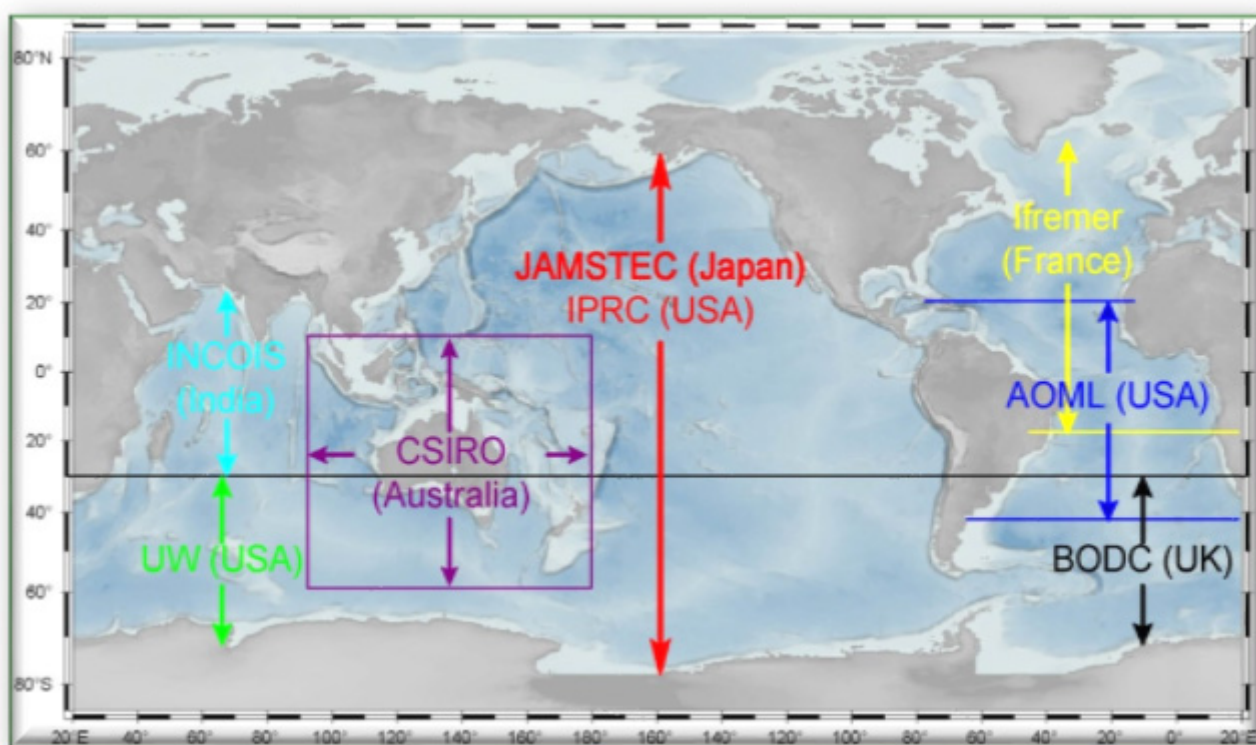 80°N
60°
40°
20°
0°
20°
40°
60°
80°S
Ifremer
(France)
JAMSTEC (Japan)
IPRC (USA)
INCOIS
(India)
AOML (USA)
CSIRO
(Australia)
UW (USA)
BODC (UK)
20°E 40° 60° 80° 100° 120° 140° 160° 180° 160° 140° 120° 100° 80° 60° 40° 20° 0° 20°E